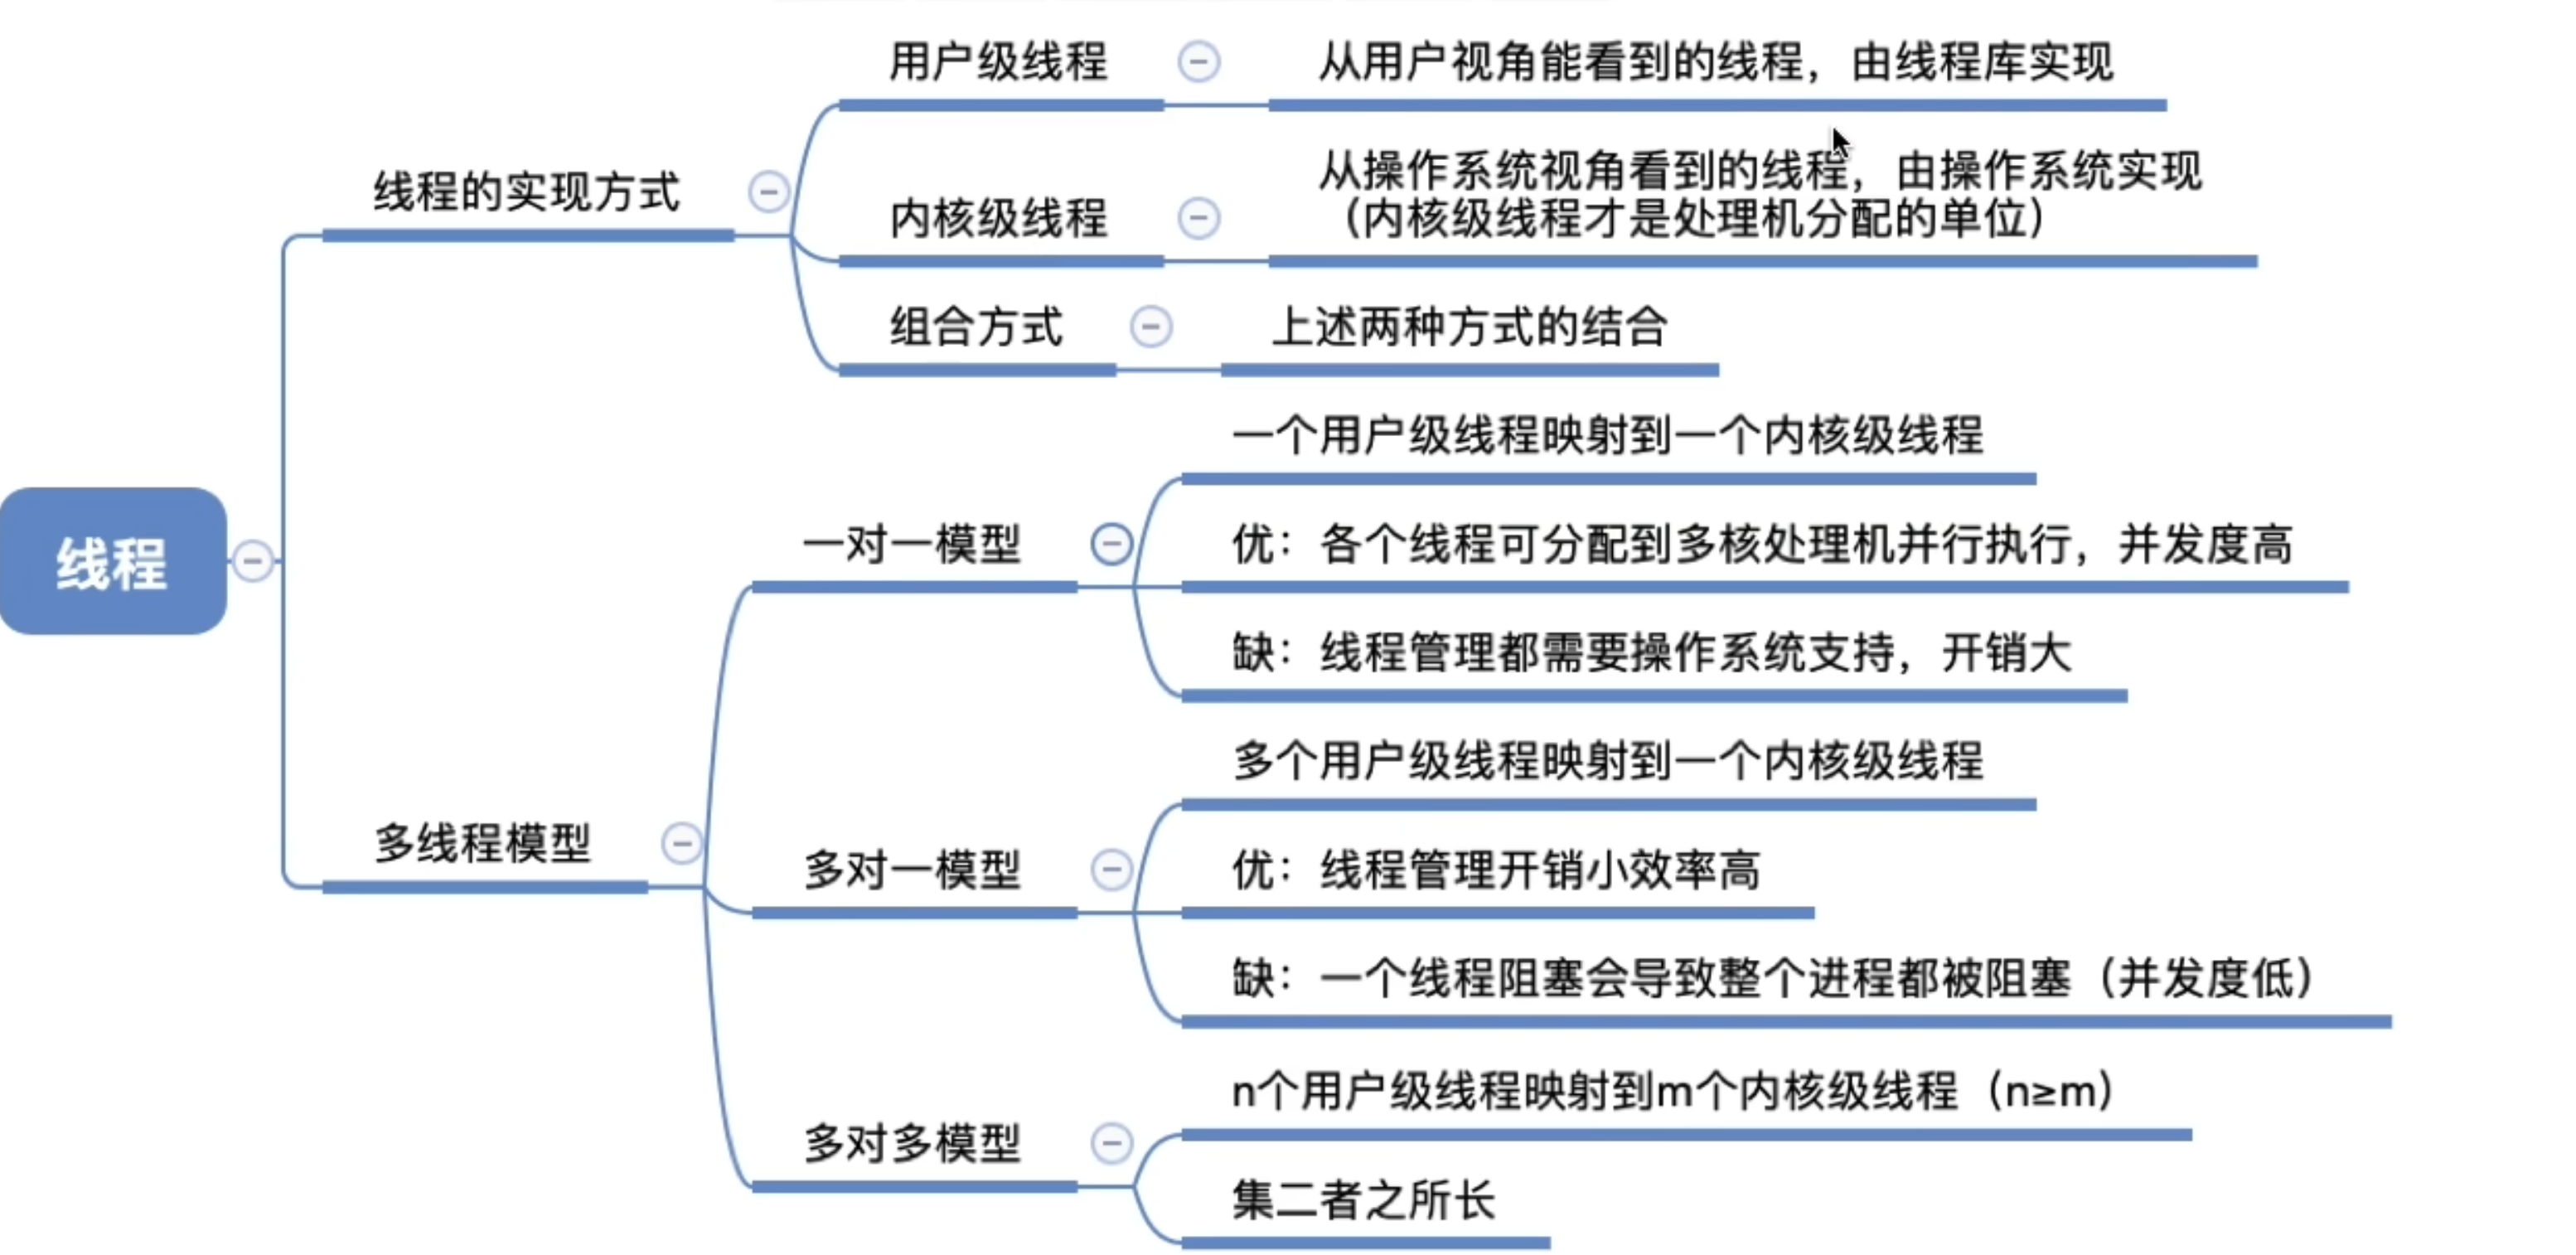 线程
线程的实现方式
用户级线程
从用户视角能看到的线程，由线程库实现
内核级线程
从操作系统视角看到的线程，由操作系统实现
（内核级线程才是处理机分配的单位）
组合方式
上述两种方式的结合
多线程模型
一对一模型
一个用户级线程映射到一个内核级线程
优：各个线程可分配到多核处理机并行执行，并发度高
缺：线程管理都需要操作系统支持，开销大
多对一模型
多个用户级线程映射到一个内核级线程
优：线程管理开销小效率高
缺：一个线程阻塞会导致整个进程都被阻塞（并发度低）
多对多模型
n个用户级线程映射到m个内核级线程（n≥m）
集二者之所长